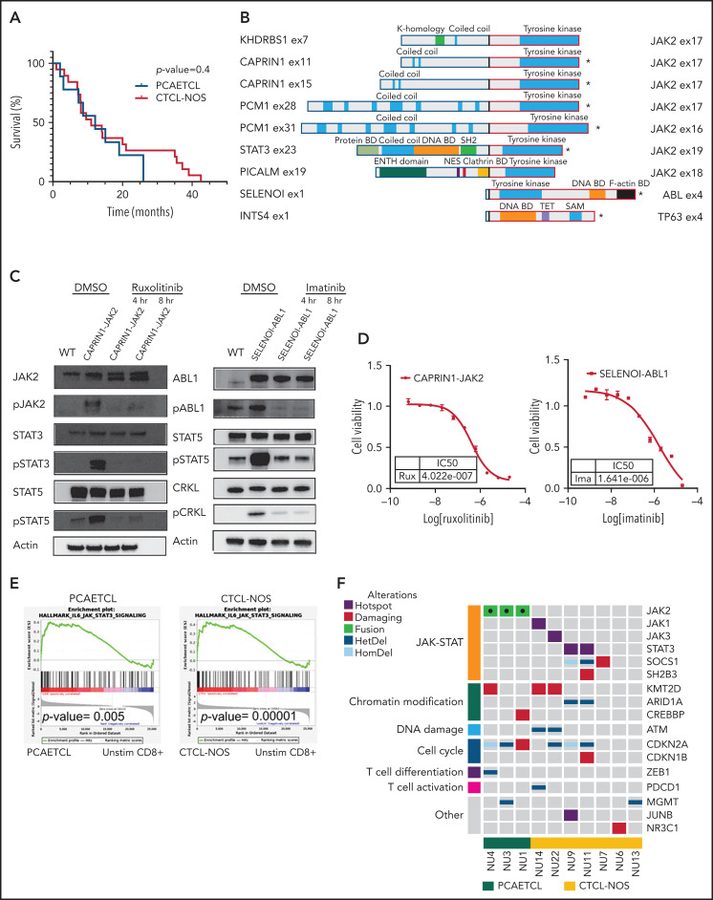 A
p-value=0.4
PCAETCL
CTCL-NOS
Survival (%)
100
50
0
0 10 20 30 40 50
Time (months)
B
K-homology Coiled coil Tyrosine kinase
KHDRBS1 ex7 JAK2 ex17
Coiled coil Tyrosine kinase
CAPRIN1 ex11 * JAK2 ex17
Coiled coil Tyrosine kinase
CAPRIN1 ex15 * JAK2 ex17
Coiled coil Tyrosine kinase
PCM1 ex28 * JAK2 ex17
Coiled coil Tyrosine kinase
PCM1 ex31 * JAK2 ex16
Protein BD Coiled coil DNA BD SH2 Tyrosine kinase
STAT3 ex23 * JAK2 ex19
ENTH domain NES Clathrin BD Tyrosine kinase
PICALM ex19 JAK2 ex18
Tyrosine kinase DNA BD F-actin BD
SELENOI ex1 * ABL ex4
DNA BD TET SAM
INTS4 ex1 * TP63 ex4
C
DMSO Ruxolitinib
4 hr 8 hr
WT CAPRIN1-JAK2 CAPRIN1-JAK2 CAPRIN1-JAK2
JAK2
pJAK2
STAT3
pSTAT3
STAT5
pSTAT5
Actin
DMSO Imatinib
4 hr 8 hr
WT SELENOI-ABL1 SELENOI-ABL1 SELENOI-ABL1
ABL1
pABL1
STAT5
pSTAT5
CRKL
pCRKL
Actin
D
CAPRIN1-JAK2
Cell viability
1.5
1.0
0.5
0.0
IC50
Rux 4.022e-007
−10 −8 −6 −4
Log[ruxolitinib]
SELENOI-ABL1
Cell viability
1.5
1.0
0.5
0.0
IC50
Ima 1.641e-006
−10 −8 −6 −4
Log[imatinib]
E
PCAETCL
Enrichment plot:
HALLMARK_IL6_JAK_STAT3_SIGNALING
p-value= 0.005
PCAETCL Unstim CD8+
CTCL-NOS
Enrichment plot:
HALLMARK_IL6_JAK_STAT3_SIGNALING
p-value= 0.00001
CTCL-NOS Unstim CD8+
F
Alterations
Hotspot
Damaging
Fusion
HetDel
HomDel
JAK-STAT
Chromatin modification
DNA damage
Cell cycle
T cell differentiation
T cell activation
Other
JAK2
JAK1
JAK3
STAT3
SOCS1
SH2B3
KMT2D
ARID1A
CREBBP
ATM
CDKN2A
CDKN1B
ZEB1
PDCD1
MGMT
JUNB
NR3C1
NU4 NU3 NU1 NU14 NU22 NU9 NU11 NU7 NU6 NU13
PCAETCL CTCL-NOS